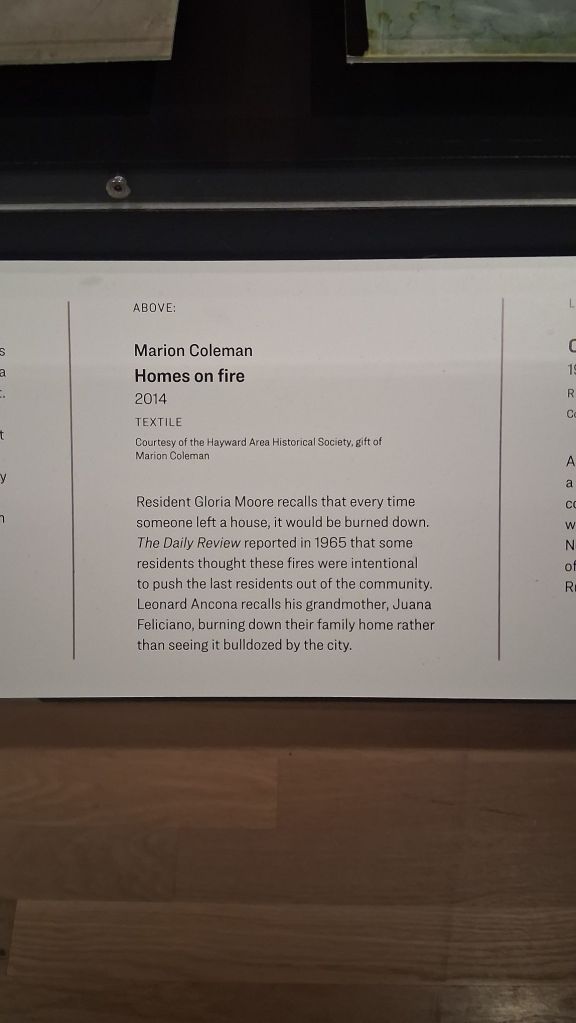 ABOVE:
Marion Coleman
Homes on fire
2014
TEXTILE
Courtesy of the Hayward Area Historical Society, gift of
Marion Coleman
Resident Gloria Moore recalls that every time
someone left a house, it would be burned down.
The Daily Review reported in 1965 that some
residents thought these fires were intentional
to push the last residents out of the community.
Leonard Ancona recalls his grandmother, Juana
Feliciano, burning down their family home rather
than seeing it bulldozed by the city.